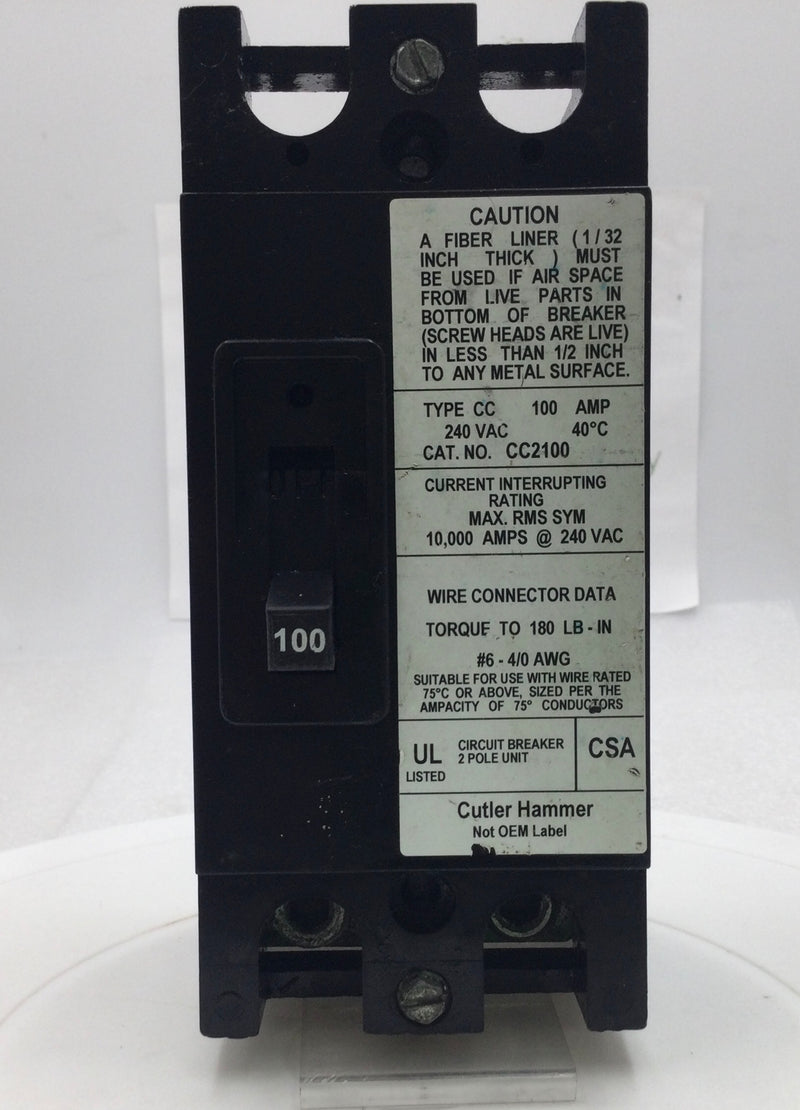 CAUTION
A FIBER LINER (1/32
INCH THICK ) MUST
BE USED IF AIR SPACE
FROM LIVE PARTS IN
BOTTOM OF BREAKER
(SCREW HEADS ARE LIVE)
IN LESS THAN 1/2 INCH
TO ANY METAL SURFACE.
TYPE CC 100 AMP
240 VAC 40°C
CAT. NO. CC2100
CURRENT INTERRUPTING
RATING
MAX. RMS SYM
10,000 AMPS @ 240 VAC
WIRE CONNECTOR DATA
TORQUE TO 180 LB-IN
#6 - 4/0 AWG
SUITABLE FOR USE WITH WIRE RATED
75°C OR ABOVE, SIZED PER THE
AMPACITY OF 75° CONDUCTORS
UL
LISTED
CIRCUIT BREAKER
2 POLE UNIT
CSA
Cutler Hammer
Not OEM Label
OFF
100